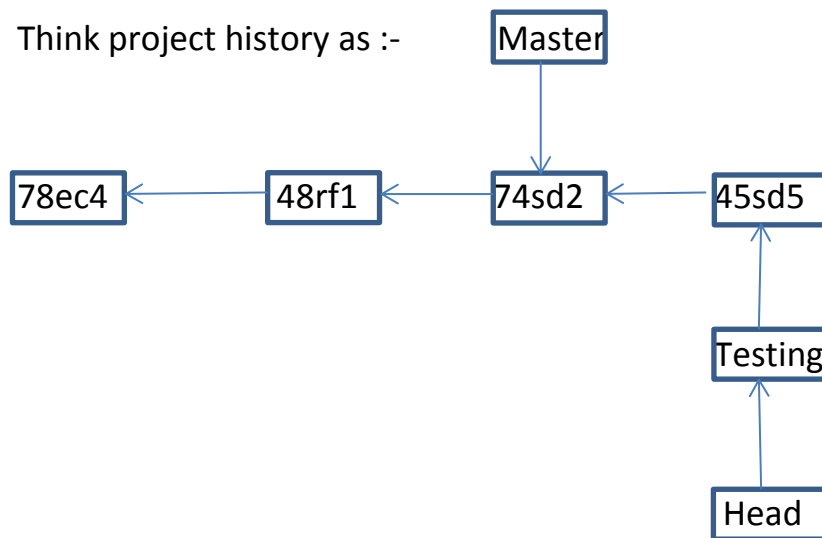 Think project history as :-
Master
78ec4
48rf1
74sd2
45sd5
Testing
Head